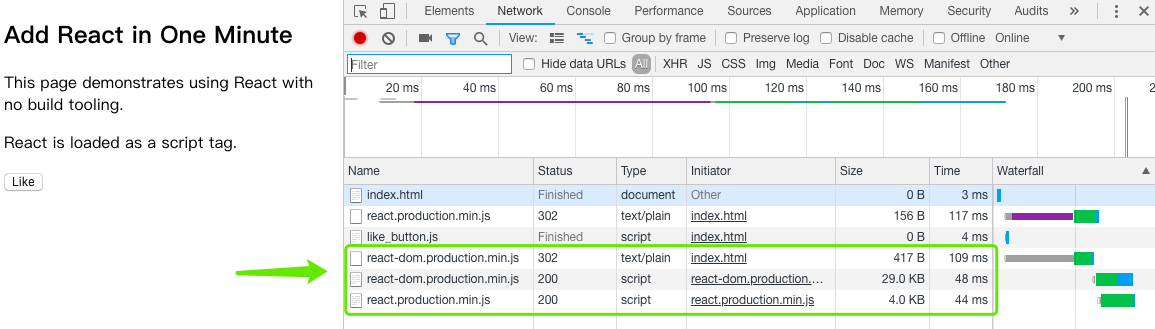 Add React in One Minute
This page demonstrates using React with
no build tooling.
React is loaded as a script tag.
Like
Elements Network Console Performance Sources Application Memory Security Audits
View: Group by frame Preserve log Disable cache Offline Online
Filter Hide data URLs All XHR JS CSS Img Media Font Doc WS Manifest Other
20 ms 40 ms 60 ms 80 ms 100 ms 120 ms 140 ms 160 ms 180 ms 200 ms 2
Name Status Type Initiator Size Time Waterfall
index.html Finished document Other 0 B 3 ms
react.production.min.js 302 text/plain index.html 156 B 117 ms
like_button.js Finished script index.html 0 B 4 ms
react-dom.production.min.js 302 text/plain index.html 417 B 109 ms
react-dom.production.min.js 200 script react-dom.production.… 29.0 KB 48 ms
react.production.min.js 200 script react.production.min.js 4.0 KB 44 ms